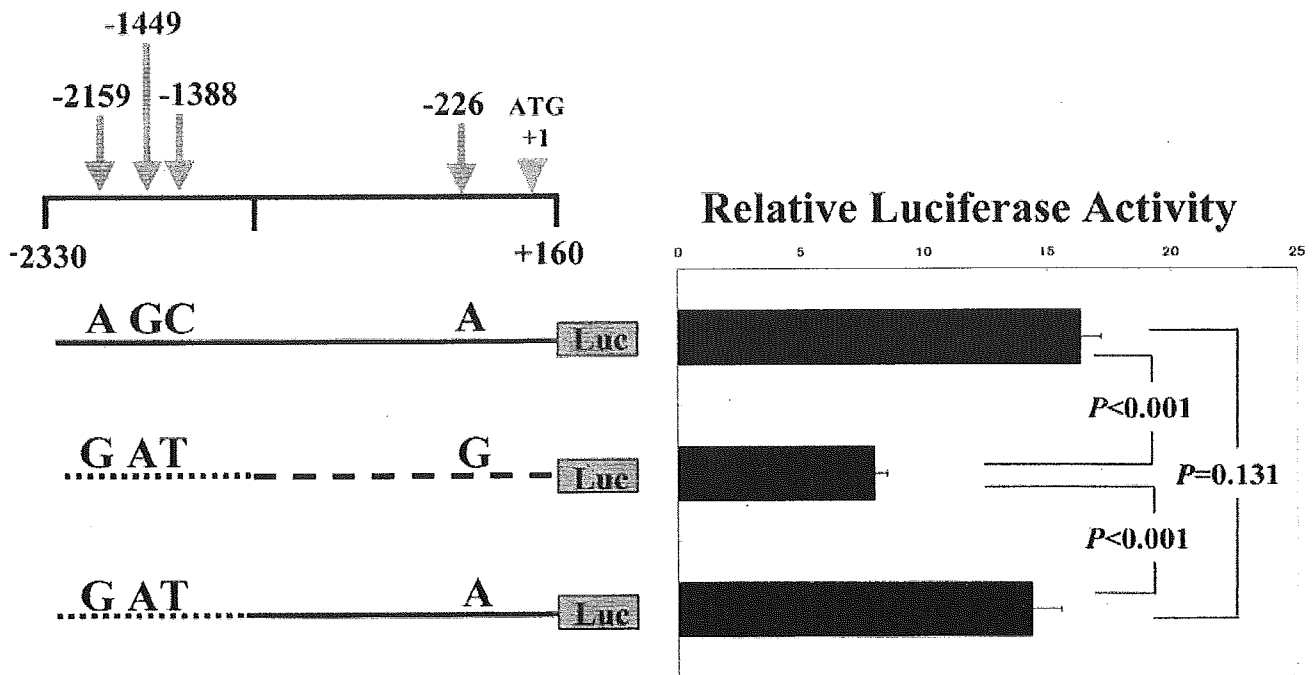 -1449
-2159
-1388
-226
ATG
+1
-2330
+160
Relative Luciferase Activity
0 5 10 15 20 25
A GC A
Luc
P<0.001
G AT G
Luc
P=0.131
P<0.001
G AT A
Luc